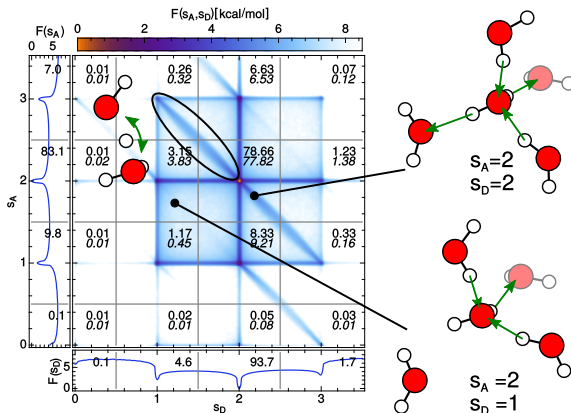 F(s_A)
0 5
F(s_A,s_D)[kcal/mol]
0 2 4 6 8
7.0 0.01 0.26 6.63 0.07
0.01 0.32 6.53 0.12
3
83.1 0.01 3.15 78.66 1.23
0.02 3.83 77.82 1.38
s_A=2
s_D=2
2
s_A
9.8 0.01 1.17 8.33 0.33
0.01 0.45 9.21 0.16
1
0.1 0.01 0.02 0.05 0.03
0.01 0.01 0.08 0.01
0
F(s_D)
5
0
0.1 4.6 93.7 1.7
0 1 2 3
s_D
s_A=2
s_D=1